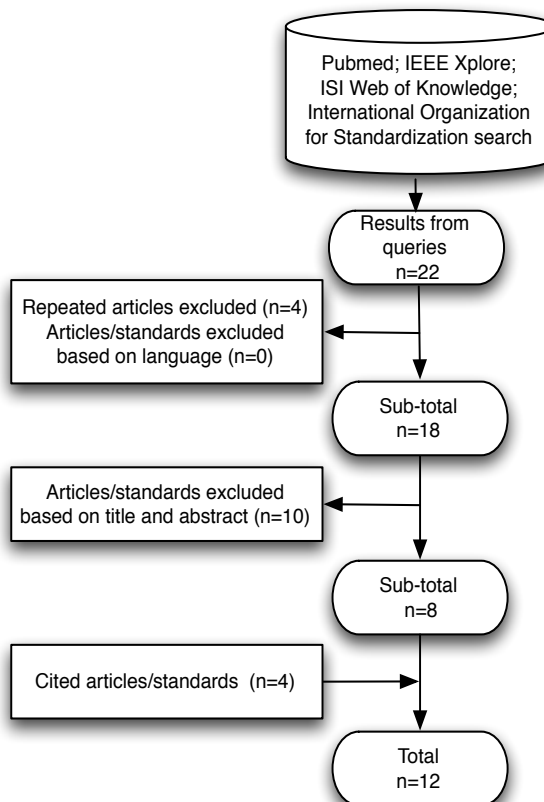 Pubmed; IEEE Xplore;
ISI Web of Knowledge;
International Organization
for Standardization search
Results from
queries
n=22
Repeated articles excluded (n=4)
Articles/standards excluded
based on language (n=0)
Sub-total
n=18
Articles/standards excluded
based on title and abstract (n=10)
Sub-total
n=8
Cited articles/standards (n=4)
Total
n=12